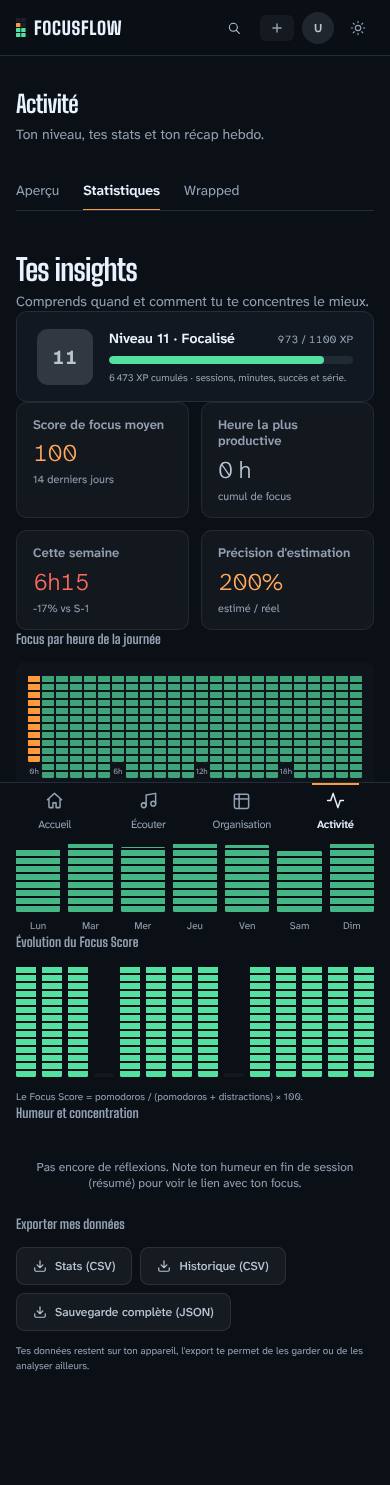 FOCUSFLOW
U
Activité
Ton niveau, tes stats et ton récap hebdo.
Aperçu
Statistiques
Wrapped
Tes insights
Comprends quand et comment tu te concentres le mieux.
11
Niveau 11 · Focalisé
973 / 1100 XP
6 473 XP cumulés · sessions, minutes, succès et série.
Score de focus moyen
100
14 derniers jours
Heure la plus
productive
0 h
cumul de focus
Cette semaine
6h15
-17% vs S-1
Précision d'estimation
200%
estimé / réel
Focus par heure de la journée
0h
6h
12h
18h
Accueil
Écouter
Organisation
Activité
Lun
Mar
Mer
Jeu
Ven
Sam
Dim
Évolution du Focus Score
Le Focus Score = pomodoros / (pomodoros + distractions) × 100.
Humeur et concentration
Pas encore de réflexions. Note ton humeur en fin de session
(résumé) pour voir le lien avec ton focus.
Exporter mes données
Stats (CSV)
Historique (CSV)
Sauvegarde complète (JSON)
Tes données restent sur ton appareil, l'export te permet de les garder ou de les
analyser ailleurs.